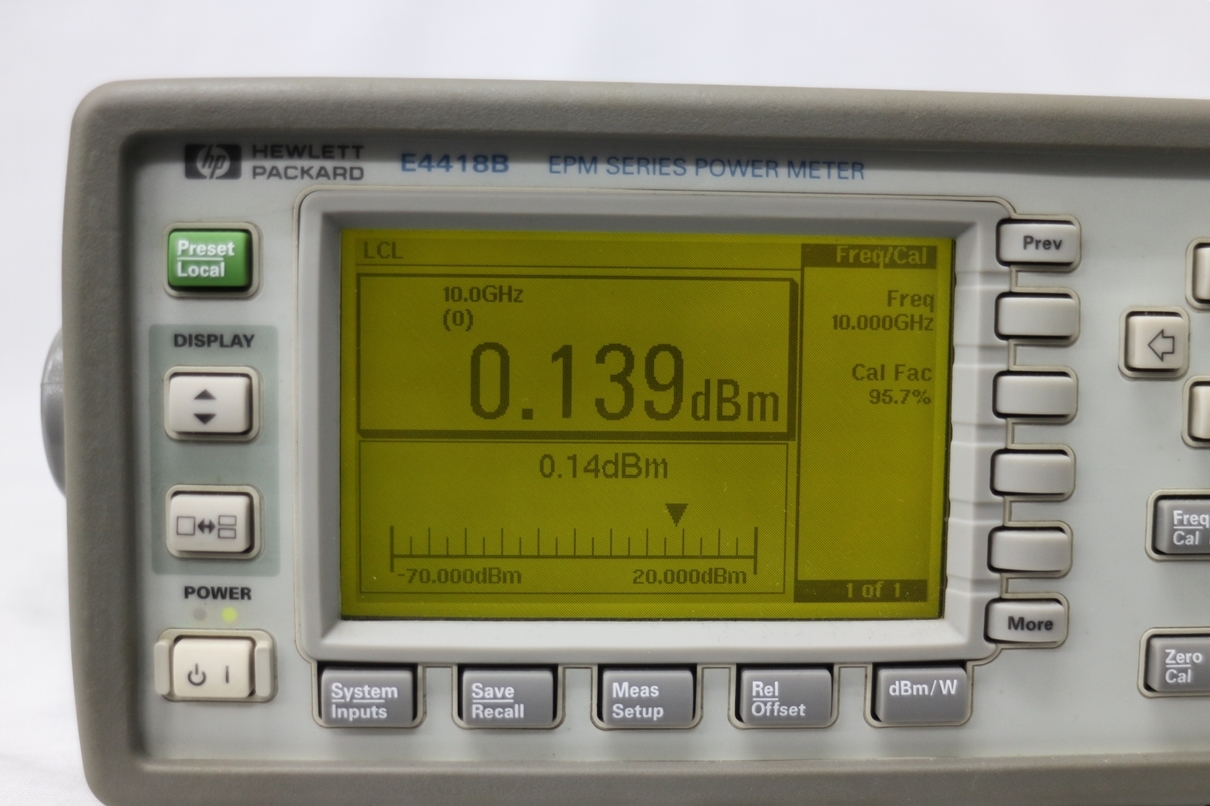 hp HEWLETT PACKARD E4418B EPM SERIES POWER METER
Preset
Local
DISPLAY
POWER
LCL
10.0GHz
(0)
0.139dBm
0.14dBm
-70.000dBm 20.000dBm
Freq/Cal
Freq
10.000GHz
Cal Fac
95.7%
1 of 1
Prev
More
Freq
Cal
Zero
Cal
System
Inputs
Save
Recall
Meas
Setup
Rel
Offset
dBm/W